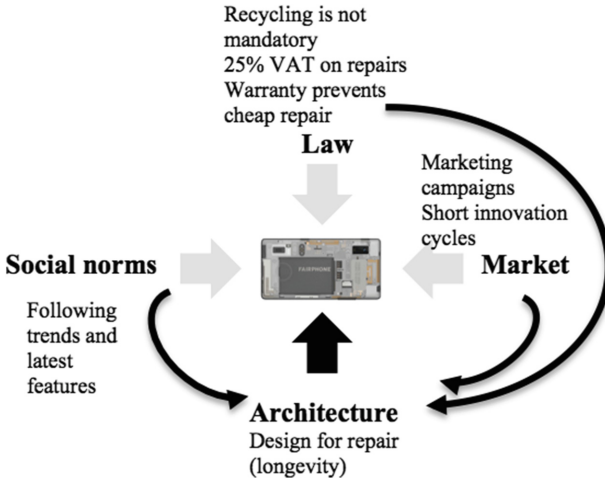 Recycling is not
mandatory
25% VAT on repairs
Warranty prevents
cheap repair
Law
Marketing
campaigns
Short innovation
cycles
Social norms
FAIRPHONE
Market
Following
trends and
latest
features
Architecture
Design for repair
(longevity)